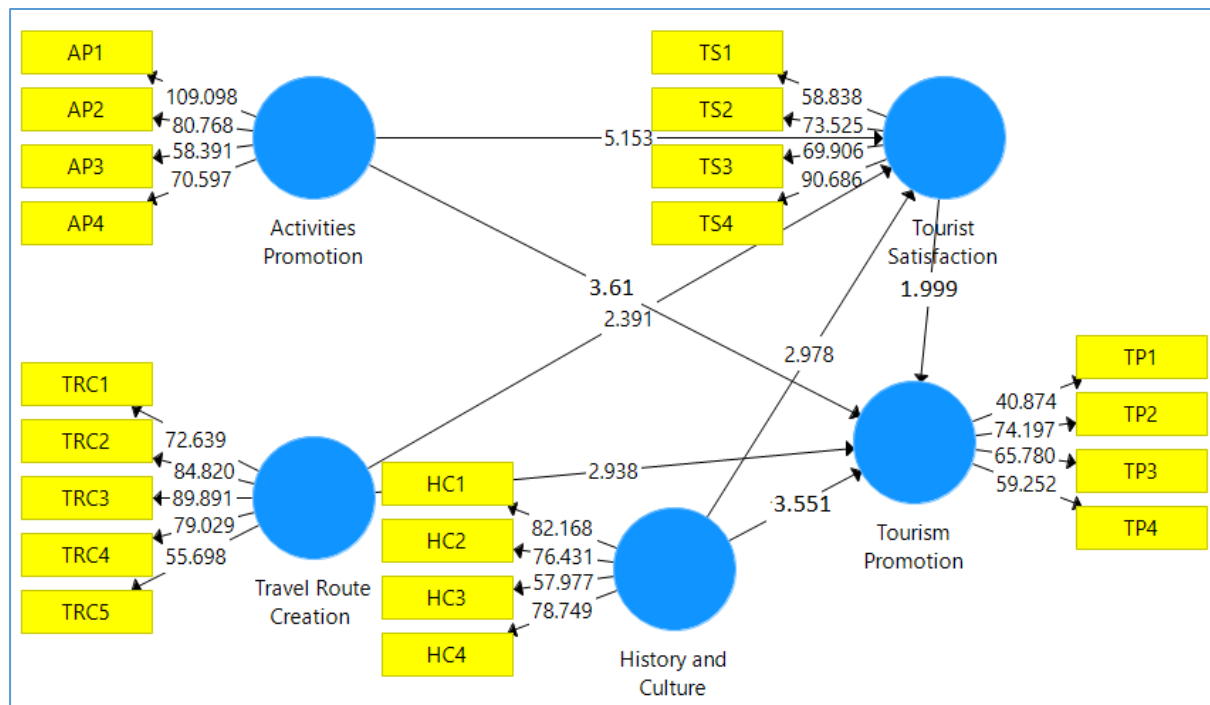 AP1
AP2
AP3
AP4
109.098
80.768
58.391
70.597
Activities
Promotion
TS1
TS2
TS3
TS4
58.838
73.525
69.906
90.686
Tourist
Satisfaction
5.153
3.61
2.391
2.978
1.999
TRC1
TRC2
TRC3
TRC4
TRC5
72.639
84.820
89.891
79.029
55.698
Travel Route
Creation
HC1
HC2
HC3
HC4
82.168
76.431
57.977
78.749
History and
Culture
2.938
3.551
TP1
TP2
TP3
TP4
40.874
74.197
65.780
59.252
Tourism
Promotion